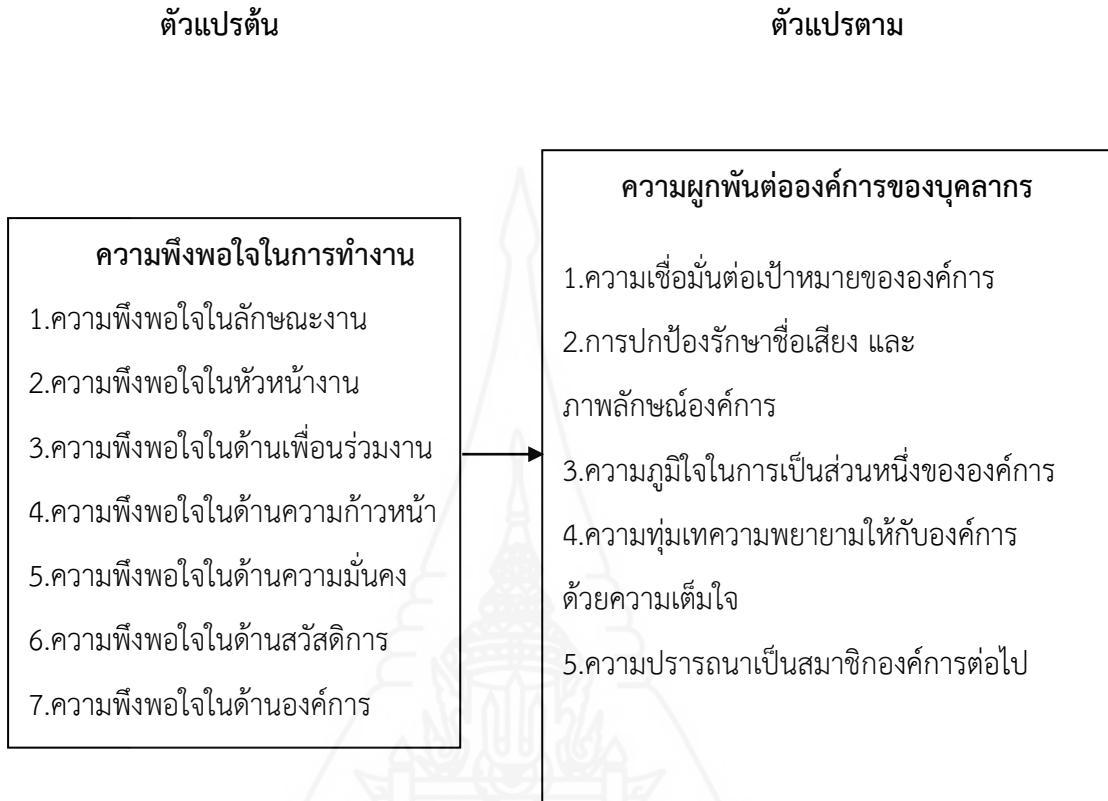 ตัวแปรต้น
ตัวแปรตาม
ความพึงพอใจในการทำงาน
1.ความพึงพอใจในลักษณะงาน
2.ความพึงพอใจในหัวหน้างาน
3.ความพึงพอใจในด้านเพื่อนร่วมงาน
4.ความพึงพอใจในด้านความก้าวหน้า
5.ความพึงพอใจในด้านความมั่นคง
6.ความพึงพอใจในด้านสวัสดิการ
7.ความพึงพอใจในด้านองค์การ
ความผูกพันต่อองค์การของบุคลากร
1.ความเชื่อมั่นต่อเป้าหมายขององค์การ
2.การปกป้องรักษาชื่อเสียง และ
ภาพลักษณ์องค์การ
3.ความภูมิใจในการเป็นส่วนหนึ่งขององค์การ
4.ความทุ่มเทความพยายามให้กับองค์การ
ด้วยความเต็มใจ
5.ความปรารถนาเป็นสมาชิกองค์การต่อไป